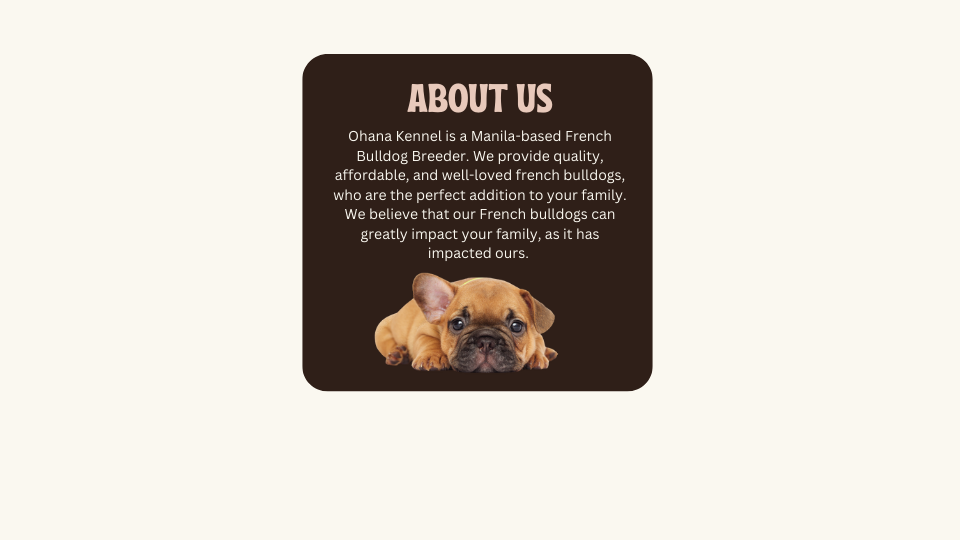 ABOUT US
Ohana Kennel is a Manila-based French
Bulldog Breeder. We provide quality,
affordable, and well-loved french bulldogs,
who are the perfect addition to your family.
We believe that our French bulldogs can
greatly impact your family, as it has
impacted ours.